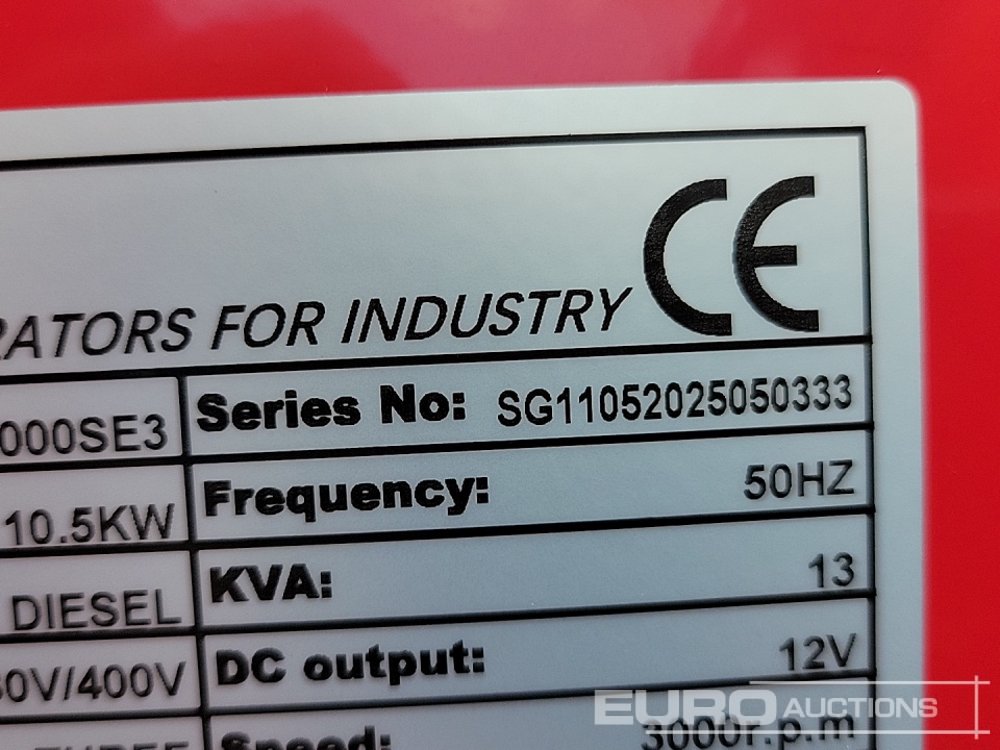 CE
RATORS FOR INDUSTRY
000SE3 Series No: SG11052025050333
10.5KW Frequency: 50HZ
DIESEL KVA: 13
0V/400V DC output: 12V
Speed: 3000r.p.m
EURO AUCTIONS